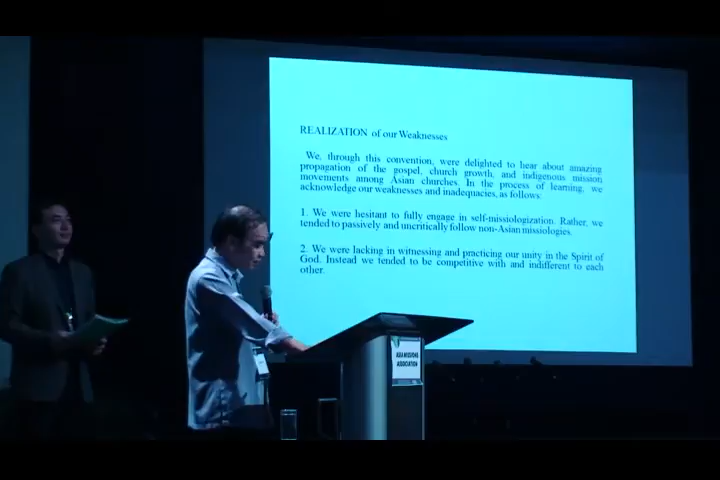 REALIZATION of our Weaknesses
We, through this convention, were delighted to hear about amazing
propagation of the gospel, church growth, and indigenous mission
movements among Asian churches. In the process of learning, we
acknowledge our weaknesses and inadequacies, as follows.
1. We were hesitant to fully engage in self-missiologization. Rather, we
tended to passively and uncritically follow non-Asian missiologies.
2. We were lacking in witnessing and practicing our unity in the Spirit of
God. Instead we tended to be competitive with and indifferent to each
other.
ASIA MISSIONS
ASSOCIATION